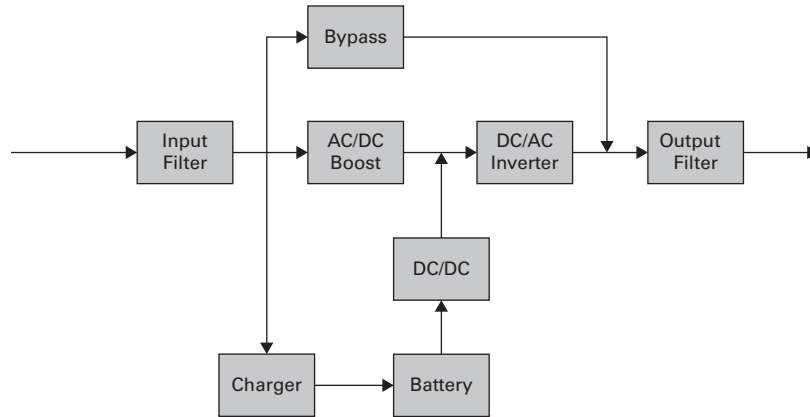 Bypass
Input
Filter
AC/DC
Boost
DC/AC
Inverter
Output
Filter
DC/DC
Charger
Battery